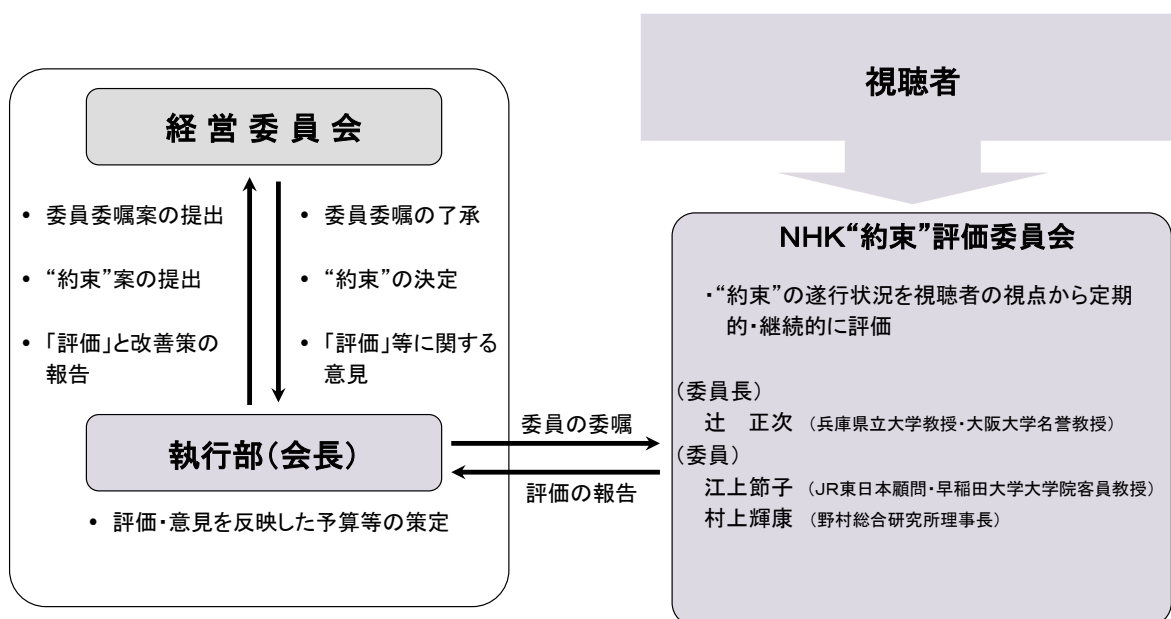 視聴者
経 営 委 員 会
• 委員委嘱案の提出
• “約束”案の提出
• 「評価」と改善策の
報告
• 委員委嘱の了承
• “約束”の決定
• 「評価」等に関する
意見
執行部(会長)
• 評価・意見を反映した予算等の策定
委員の委嘱
評価の報告
NHK“約束”評価委員会
・“約束”の遂行状況を視聴者の視点から定期
的・継続的に評価
(委員長)
辻 正次 (兵庫県立大学教授・大阪大学名誉教授)
(委員)
江上節子 (JR東日本顧問・早稲田大学大学院客員教授)
村上輝康 (野村総合研究所理事長)